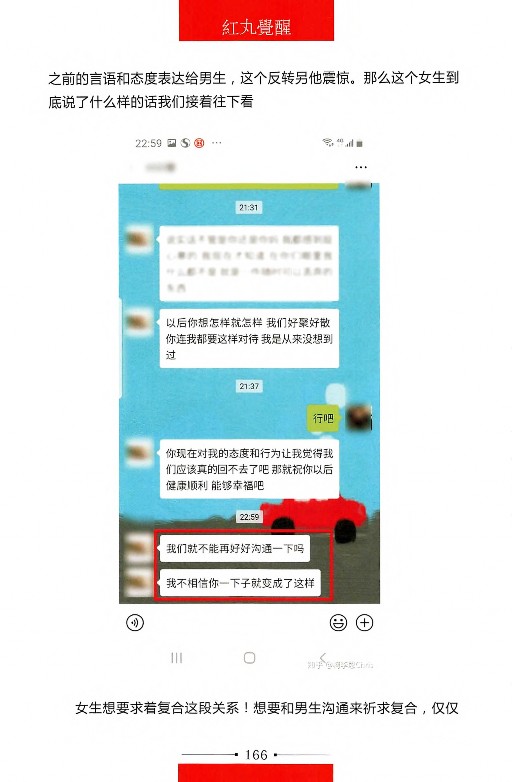 紅丸覺醒
之前的言语和态度表达给男生，这个反转另他震惊。那么这个女生到
底说了什么样的话我们接着往下看
22:59
21:31
以后你想怎样就怎样 我们好聚好散
你连我都要这样对待 我是从来没想到
过
21:37
行吧
你现在对我的态度和行为让我觉得我
们应该真的回不去了吧 那就祝你以后
健康顺利 能够幸福吧
22:59
我们就不能再好好沟通一下吗
我不相信你一下子就变成了这样
女生想要求着复合这段关系！想要和男生沟通来祈求复合，仅仅
166